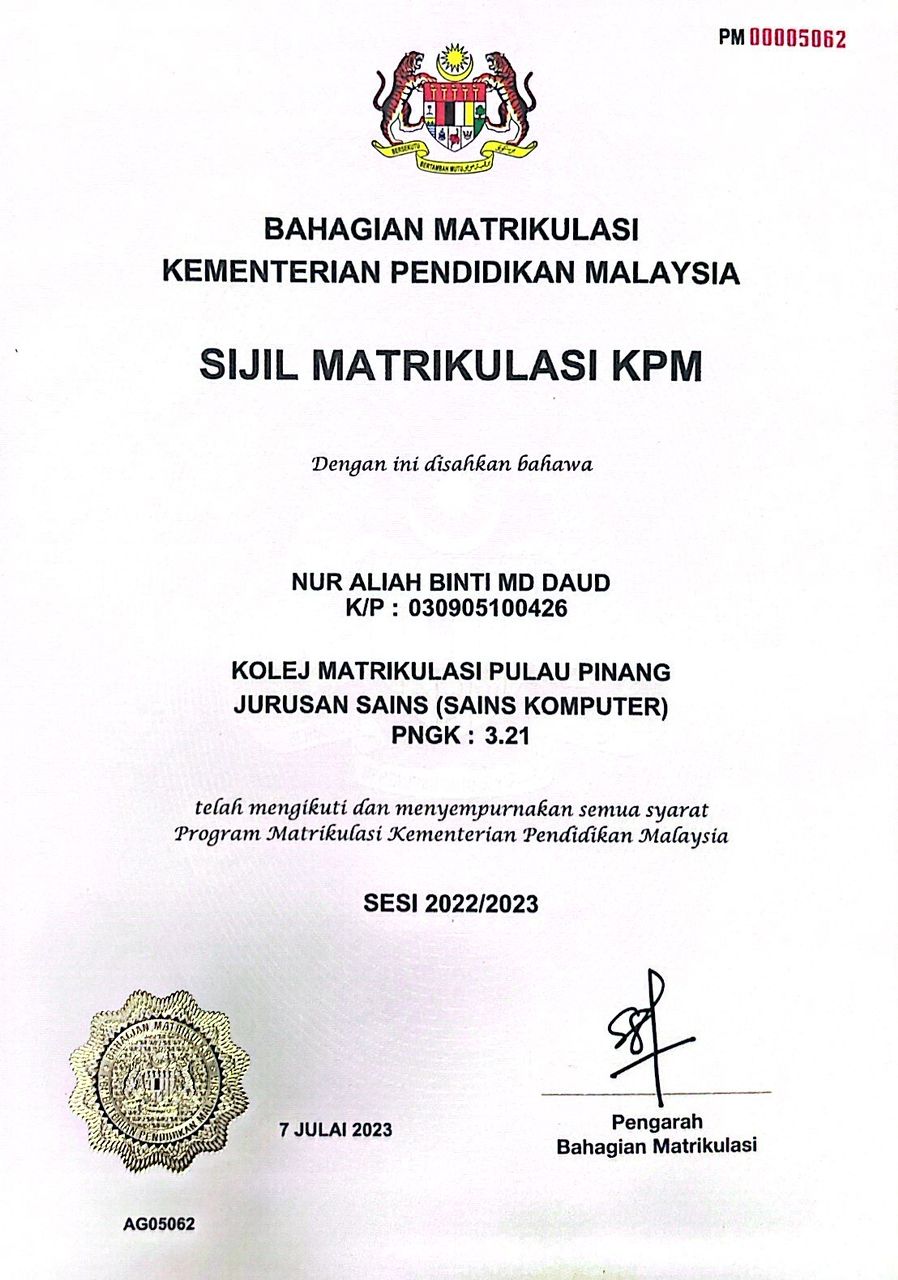 PM 00005062
BERSEKUTU
BERTAMBAH MUTU
BAHAGIAN MATRIKULASI
KEMENTERIAN PENDIDIKAN MALAYSIA
SIJIL MATRIKULASI KPM
Dengan ini disahkan bahawa
NUR ALIAH BINTI MD DAUD
K/P : 030905100426
KOLEJ MATRIKULASI PULAU PINANG
JURUSAN SAINS (SAINS KOMPUTER)
PNGK : 3.21
telah mengikuti dan menyempurnakan semua syarat
Program Matrikulasi Kementerian Pendidikan Malaysia
SESI 2022/2023
BAHAGIAN MATRIKULASI
PENDIDIKAN
7 JULAI 2023
Pengarah
Bahagian Matrikulasi
AG05062